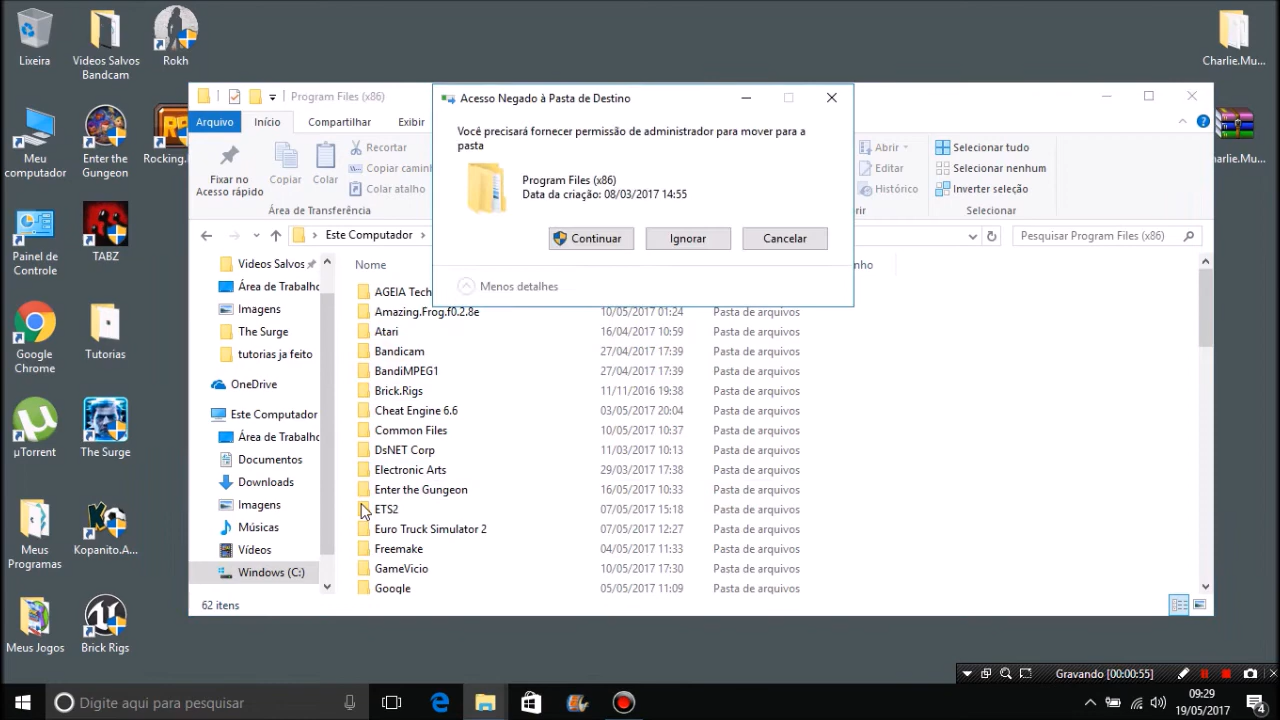 Lixeira
Videos Salvos
Bandcam
Rokh
Charlie.Mu...
Meu
computador
Enter the
Gungeon
Rocking.
harlie.Mu...
Painel de
Controle
TABZ
Google
Chrome
Tutorias
µTorrent
The Surge
Meus
Programas
Kopanito.A...
Meus Jogos
Brick Rigs
Program Files (x86)
Arquivo
Início
Compartilhar
Exibir
Fixar no
Acesso rápido
Copiar
Colar
Recortar
Copiar caminh
Colar atalho
Área de Transferência
Abrir
Editar
Histórico
rir
Selecionar tudo
Selecionar nenhum
Inverter seleção
Selecionar
Este Computador
Pesquisar Program Files (x86)
Acesso Negado à Pasta de Destino
Você precisará fornecer permissão de administrador para mover para a
pasta
Program Files (x86)
Data da criação: 08/03/2017 14:55
Continuar
Ignorar
Cancelar
Menos detalhes
Videos Salvos
Área de Trabalho
Imagens
The Surge
tutorias ja feito
OneDrive
Este Computador
Área de Trabalho
Documentos
Downloads
Imagens
Músicas
Vídeos
Windows (C:)
Nome
nho
AGEIA Tech
Amazing.Frog.f0.2.8e 10/05/2017 01:24 Pasta de arquivos
Atari 16/04/2017 10:59 Pasta de arquivos
Bandicam 27/04/2017 17:39 Pasta de arquivos
BandiMPEG1 27/04/2017 17:39 Pasta de arquivos
Brick.Rigs 11/11/2016 19:38 Pasta de arquivos
Cheat Engine 6.6 03/05/2017 20:04 Pasta de arquivos
Common Files 10/05/2017 10:37 Pasta de arquivos
DsNET Corp 11/03/2017 10:13 Pasta de arquivos
Electronic Arts 29/03/2017 17:38 Pasta de arquivos
Enter the Gungeon 16/05/2017 10:33 Pasta de arquivos
ETS2 07/05/2017 15:18 Pasta de arquivos
Euro Truck Simulator 2 07/05/2017 12:27 Pasta de arquivos
Freemake 04/05/2017 11:33 Pasta de arquivos
GameVicio 10/05/2017 17:30 Pasta de arquivos
Google 05/05/2017 11:09 Pasta de arquivos
62 itens
Gravando [00:00:55]
Digite aqui para pesquisar
09:29
19/05/2017
4